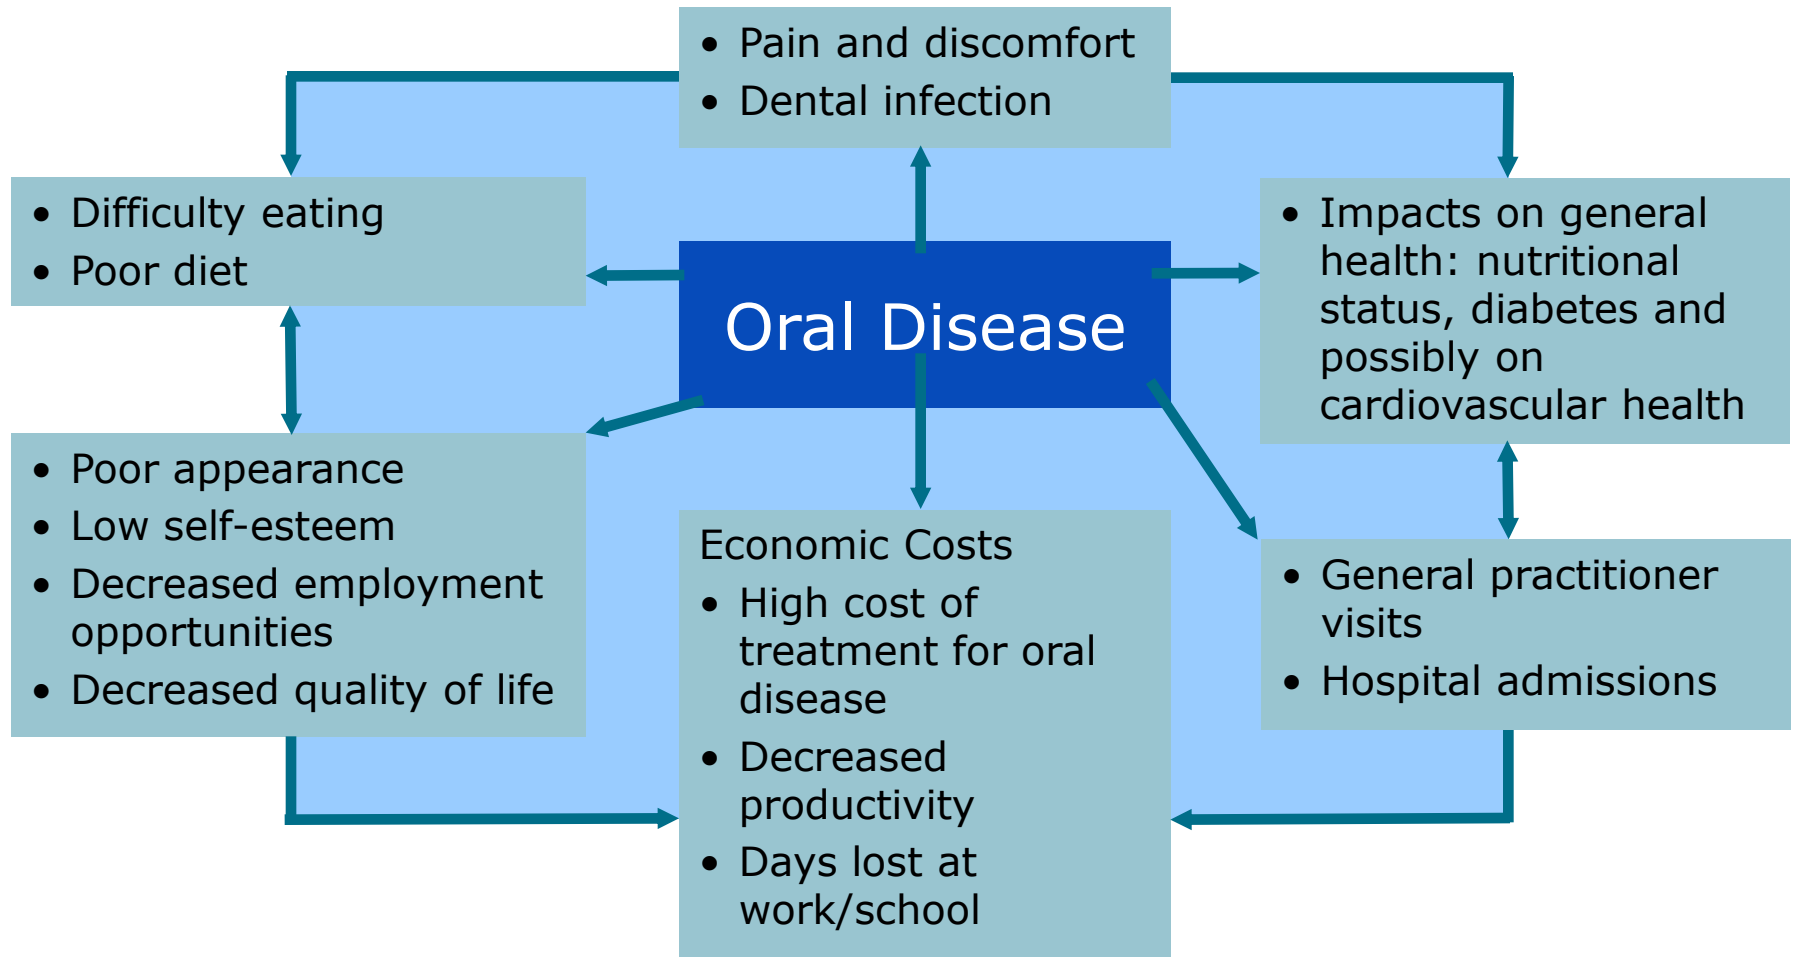 • Pain and discomfort
• Dental infection
• Difficulty eating
• Poor diet
Oral Disease
• Impacts on general
health: nutritional
status, diabetes and
possibly on
cardiovascular health
• Poor appearance
• Low self-esteem
• Decreased employment
opportunities
• Decreased quality of life
Economic Costs
• High cost of
treatment for oral
disease
• Decreased
productivity
• Days lost at
work/school
• General practitioner
visits
• Hospital admissions